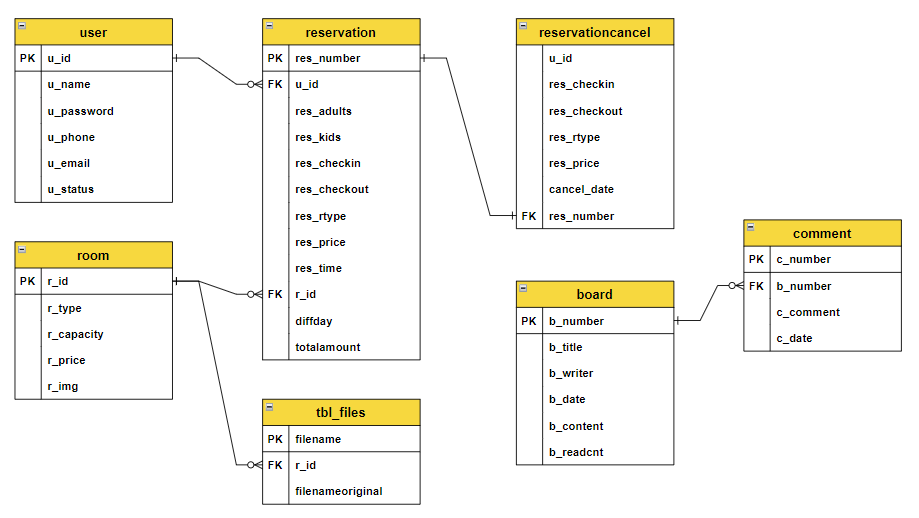 user
PK u_id
u_name
u_password
u_phone
u_email
u_status
reservation
PK res_number
FK u_id
res_adults
res_kids
res_checkin
res_checkout
res_rtype
res_price
res_time
FK r_id
diffday
totalamount
reservationcancel
u_id
res_checkin
res_checkout
res_rtype
res_price
cancel_date
FK res_number
room
PK r_id
r_type
r_capacity
r_price
r_img
tbl_files
PK filename
FK r_id
filenameoriginal
board
PK b_number
b_title
b_writer
b_date
b_content
b_readcnt
comment
PK c_number
FK b_number
c_comment
c_date